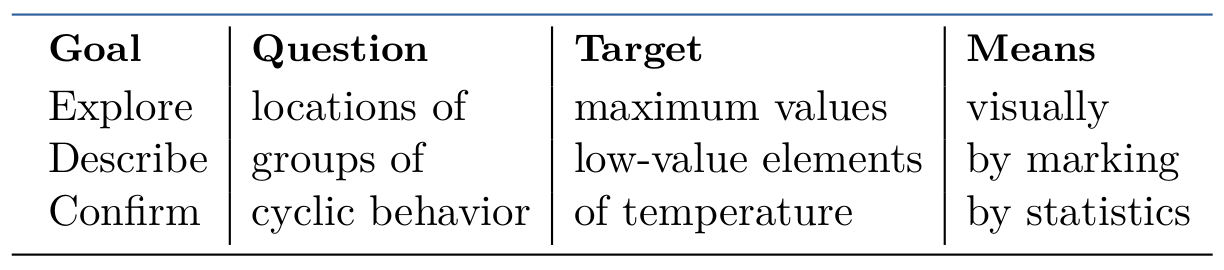 Goal Question Target Means
Explore locations of maximum values visually
Describe groups of low-value elements by marking
Confirm cyclic behavior of temperature by statistics